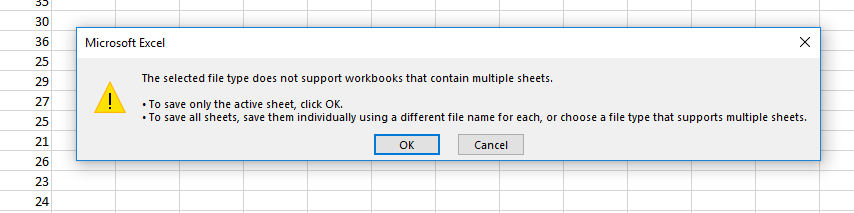 35
30
36
Microsoft Excel
25
The selected file type does not support workbooks that contain multiple sheets.
29
27
• To save only the active sheet, click OK.
25
• To save all sheets, save them individually using a different file name for each, or choose a file type that supports multiple sheets.
21
OK Cancel
26
23
24